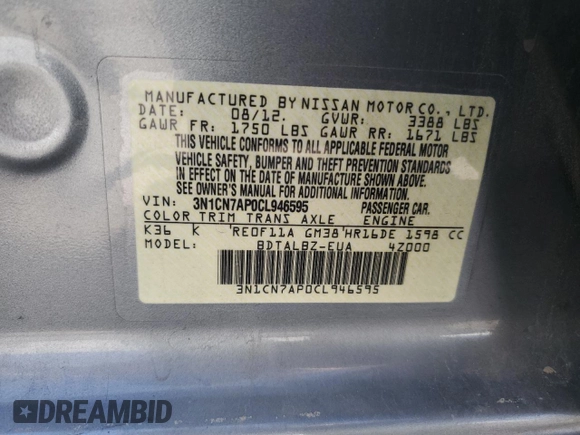 MANUFACTURED BY NISSAN MOTOR CO., LTD.
DATE: 08/12. GVWR: 3388 LBS
GAWR FR: 1750 LBS GAWR RR: 1671 LBS
THIS VEHICLE CONFORMS TO ALL APPLICABLE FEDERAL MOTOR
VEHICLE SAFETY, BUMPER AND THEFT PREVENTION STANDARDS
IN EFFECT ON THE DATE OF MANUFACTURE SHOWN ABOVE.
SEE OWNER'S MANUAL FOR ADDITIONAL INFORMATION.
VIN: 3N1CN7AP0CL946595 PASSENGER CAR.
COLOR TRIM TRANS AXLE ENGINE
K36 K RE0F11A GM38 HR16DE 1598 CC
MODEL: BDTALBZ-EUA 4Z000
3N1CN7AP0CL946595
DREAMBID